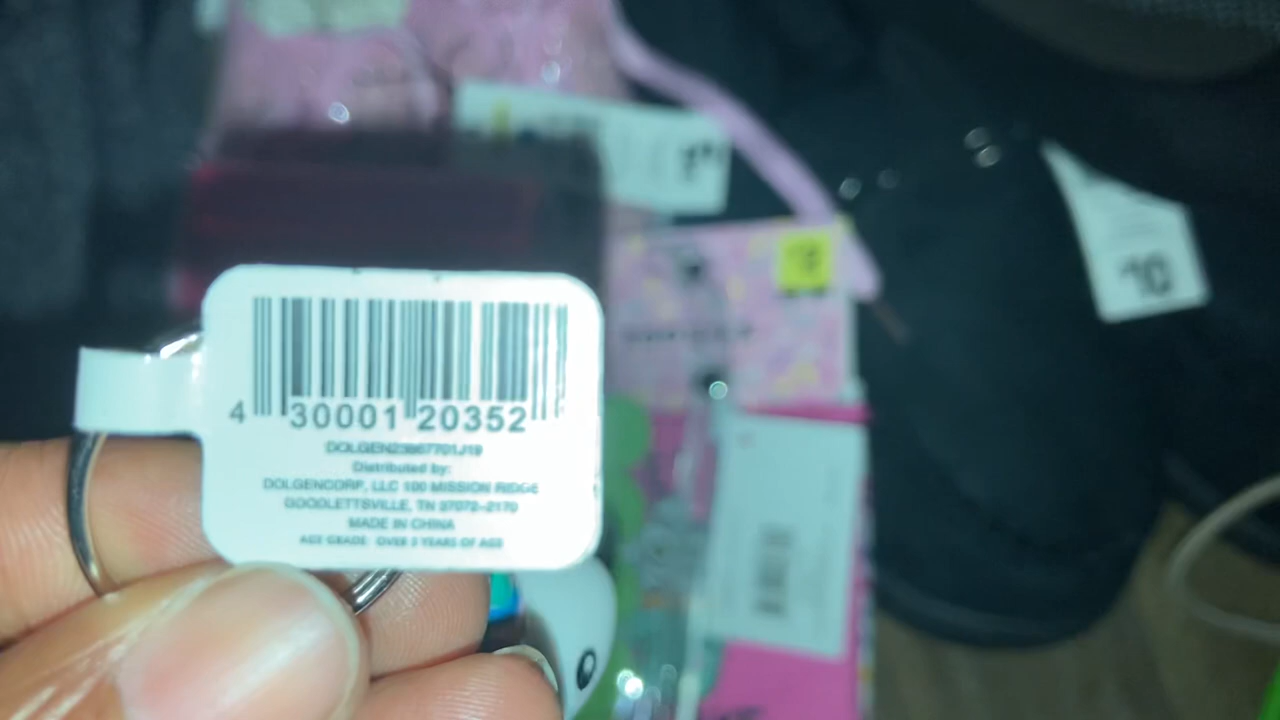 $10
4 30001 20352
DOLGEN23867701J19
Distributed by:
DOLGENCORP, LLC 100 MISSION RIDGE
GOODLETTSVILLE, TN 37072-2170
MADE IN CHINA
AGE GRADE: OVER 3 YEARS OF AGE